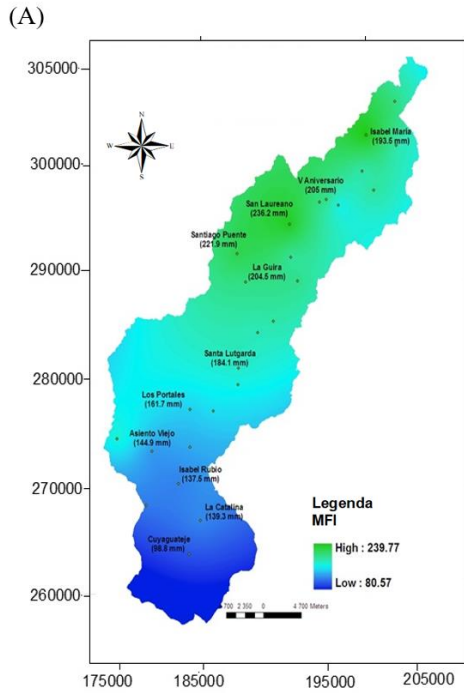 (A)
305000
300000
290000
280000
270000
260000
N
W E
S
Isabel Maria
(193.6 mm)
V Aniversario
(205 mm)
San Laureano
(236.2 mm)
Santiago Puente
(221.9 mm)
La Guira
(204.5 mm)
Santa Lutgarda
(184.1 mm)
Los Portales
(161.7 mm)
Asiento Viejo
(144.9 mm)
Isabel Rubio
(137.5 mm)
La Catalina
(139.3 mm)
Cuyaguateje
(98.8 mm)
Legenda
MFI
High : 239.77
Low : 80.57
700 2 350 0 4 700 Meters
175000 185000 195000 205000